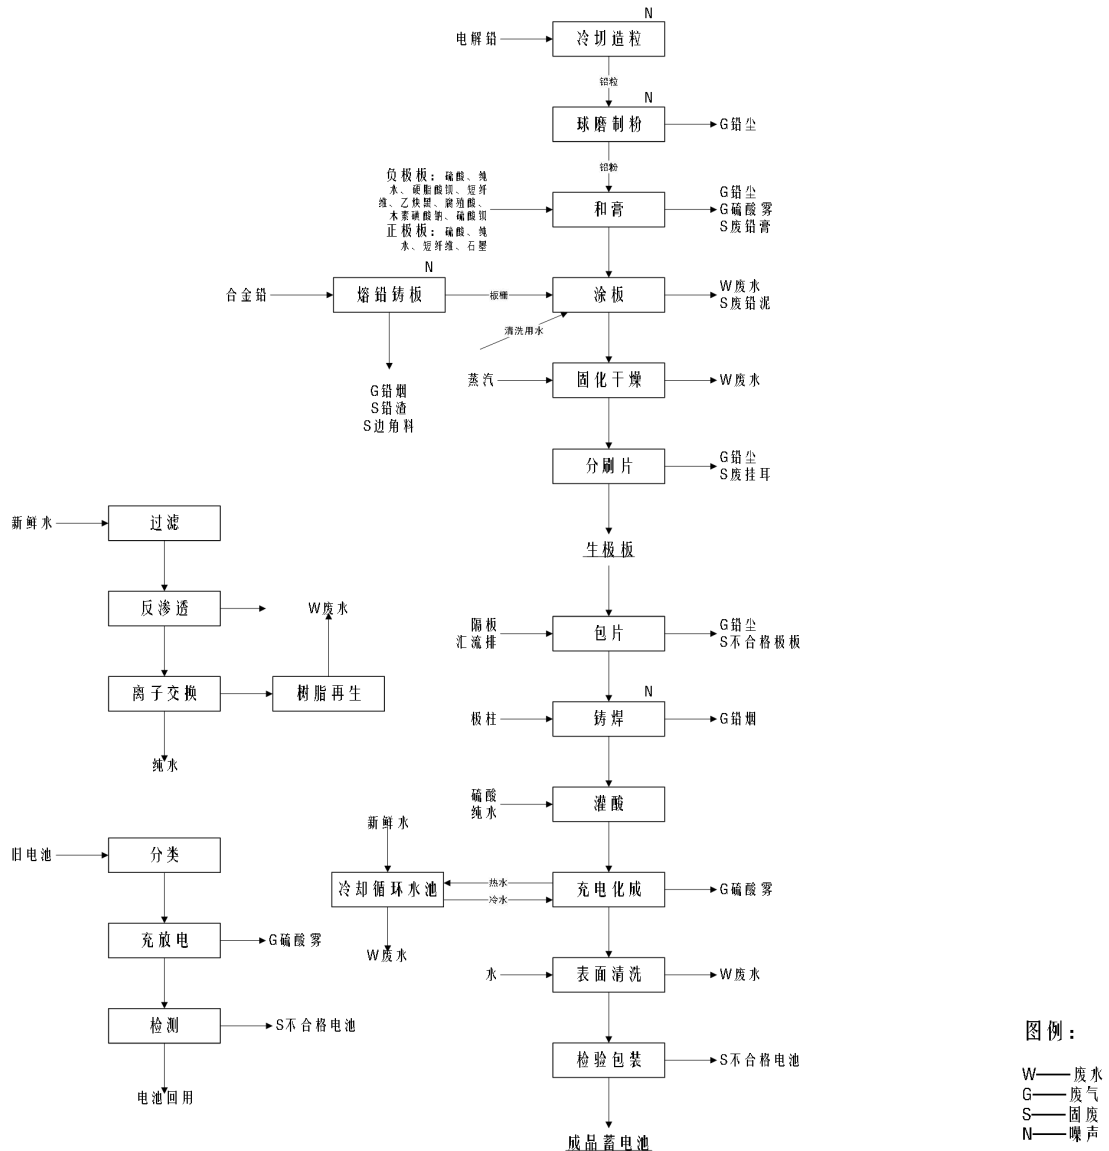 N
电解铅
冷切造粒
铅粒
N
球磨制粉
G铅尘
铅粉
负极板：硫酸、纯
水、硬脂酸钡、短纤
维、乙炔黑、腐殖酸、
木素磺酸钠、硫酸钡
正极板：硫酸、纯
水、短纤维、石墨
和膏
G铅尘
G硫酸雾
S废铅膏
N
合金铅
熔铅铸板
板栅
涂板
W废水
S废铅泥
清洗用水
G铅烟
S铅渣
S边角料
蒸汽
固化干燥
W废水
分刷片
G铅尘
S废挂耳
生极板
新鲜水
过滤
反渗透
W废水
离子交换
树脂再生
纯水
隔板
汇流排
包片
G铅尘
S不合格极板
N
极柱
铸焊
G铅烟
硫酸
纯水
灌酸
新鲜水
冷却循环水池
热水
冷水
充电化成
G硫酸雾
W废水
水
表面清洗
W废水
检验包装
S不合格电池
成品蓄电池
旧电池
分类
充放电
G硫酸雾
检测
S不合格电池
电池回用
图例：
W——废水
G——废气
S——固废
N——噪声